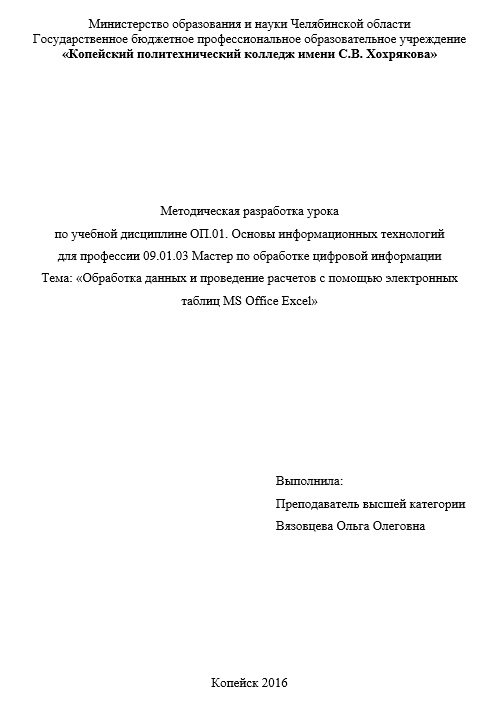 Министерство образования и науки Челябинской области
Государственное бюджетное профессиональное образовательное учреждение
«Копейский политехнический колледж имени С.В. Хохрякова»
Методическая разработка урока
по учебной дисциплине ОП.01. Основы информационных технологий
для профессии 09.01.03 Мастер по обработке цифровой информации
Тема: «Обработка данных и проведение расчетов с помощью электронных
таблиц MS Office Excel»
Выполнила:
Преподаватель высшей категории
Вязовцева Ольга Олеговна
Копейск 2016